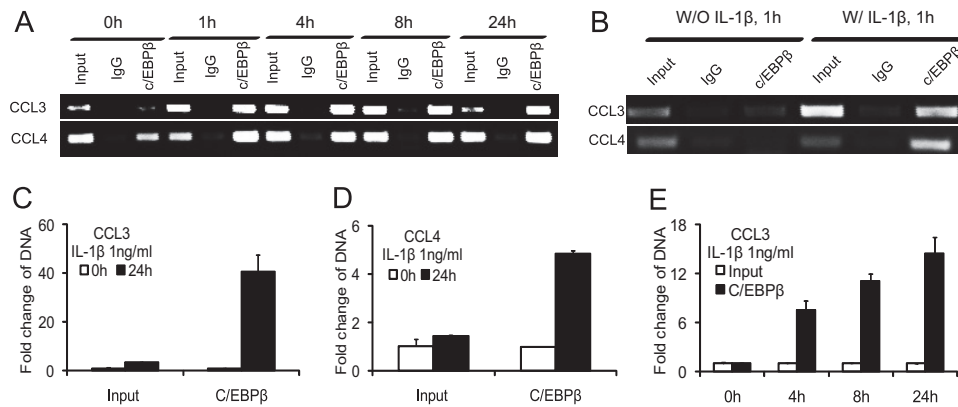 A
0h 1h 4h 8h 24h
Input IgG c/EBPβ Input IgG c/EBPβ Input IgG c/EBPβ Input IgG c/EBPβ Input IgG c/EBPβ
CCL3
CCL4
B
W/O IL-1β, 1h W/ IL-1β, 1h
Input IgG c/EBPβ Input IgG c/EBPβ
CCL3
CCL4
C
Fold change of DNA
60
40
20
0
CCL3
IL-1β 1ng/ml
0h 24h
Input C/EBPβ
D
Fold change of DNA
6
4
2
0
CCL4
IL-1β 1ng/ml
0h 24h
Input C/EBPβ
E
Fold change of DNA
18
12
6
0
CCL3
IL-1β 1ng/ml
Input
C/EBPβ
0h 4h 8h 24h